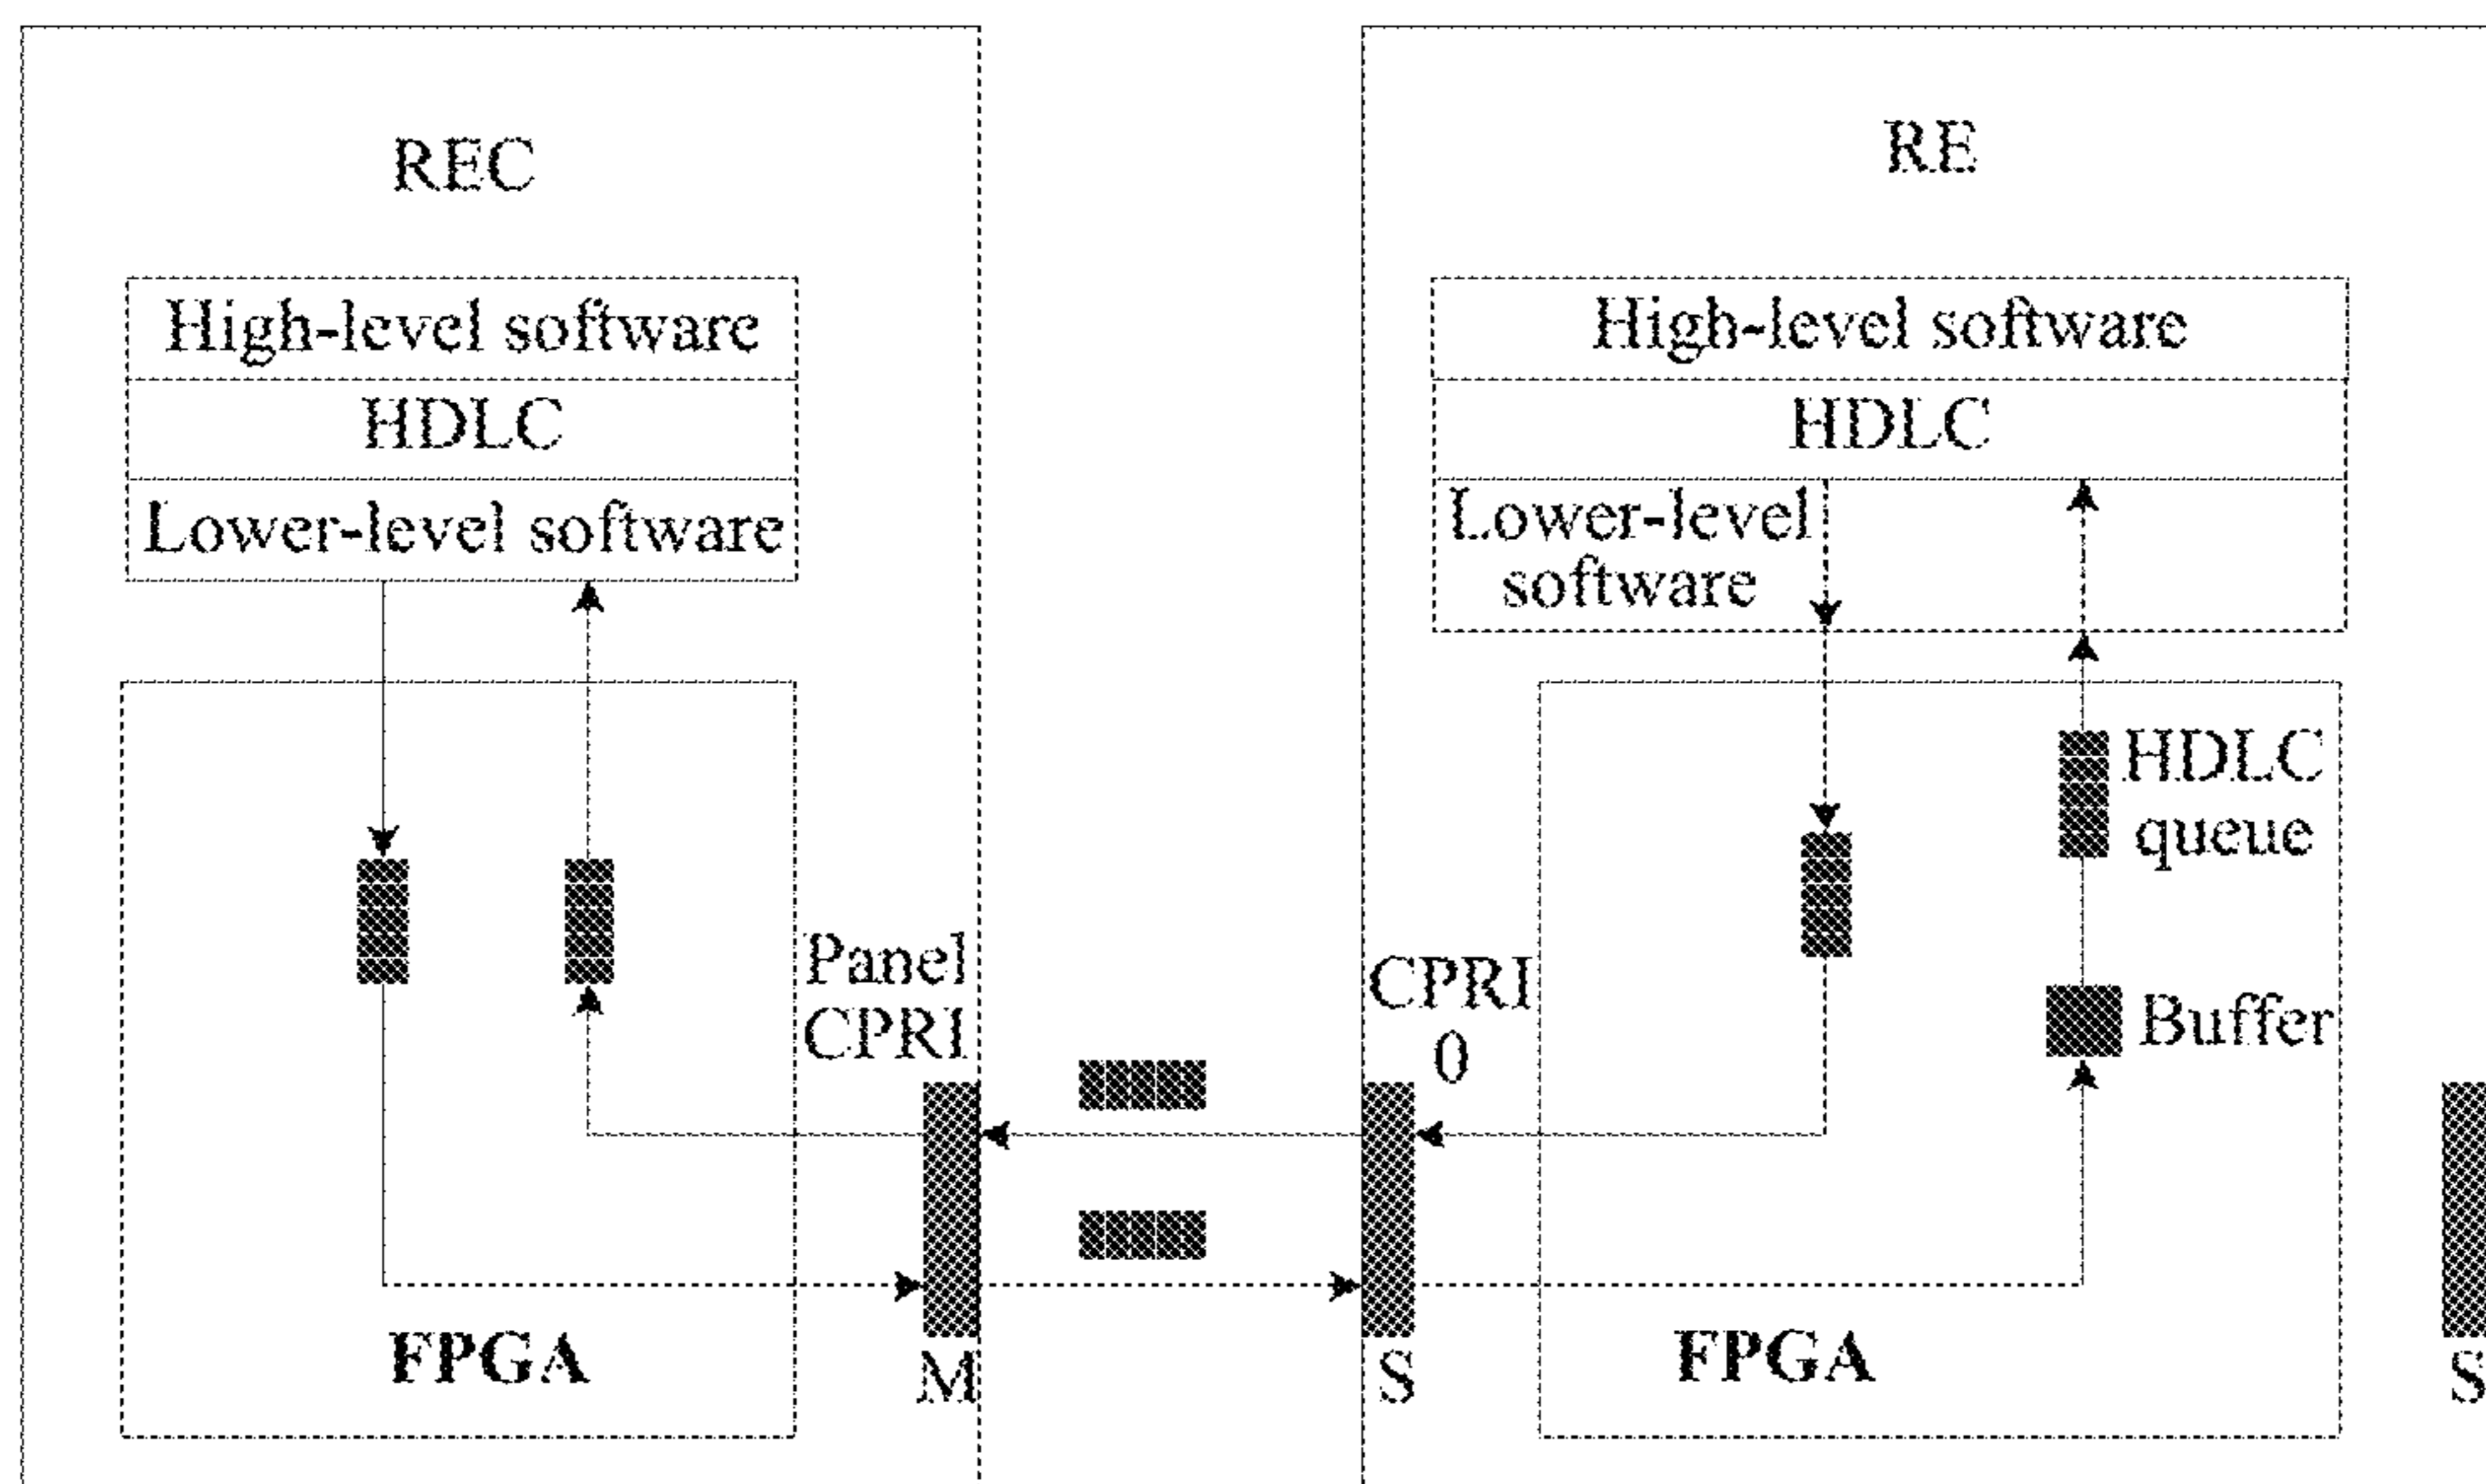 REC
High-level software
HDLC
Lower-level software
Panel
CPRI
FPGA
M
RE
High-level software
HDLC
Lower-level
software
HDLC
queue
CPRI
0
Buffer
FPGA
S
S